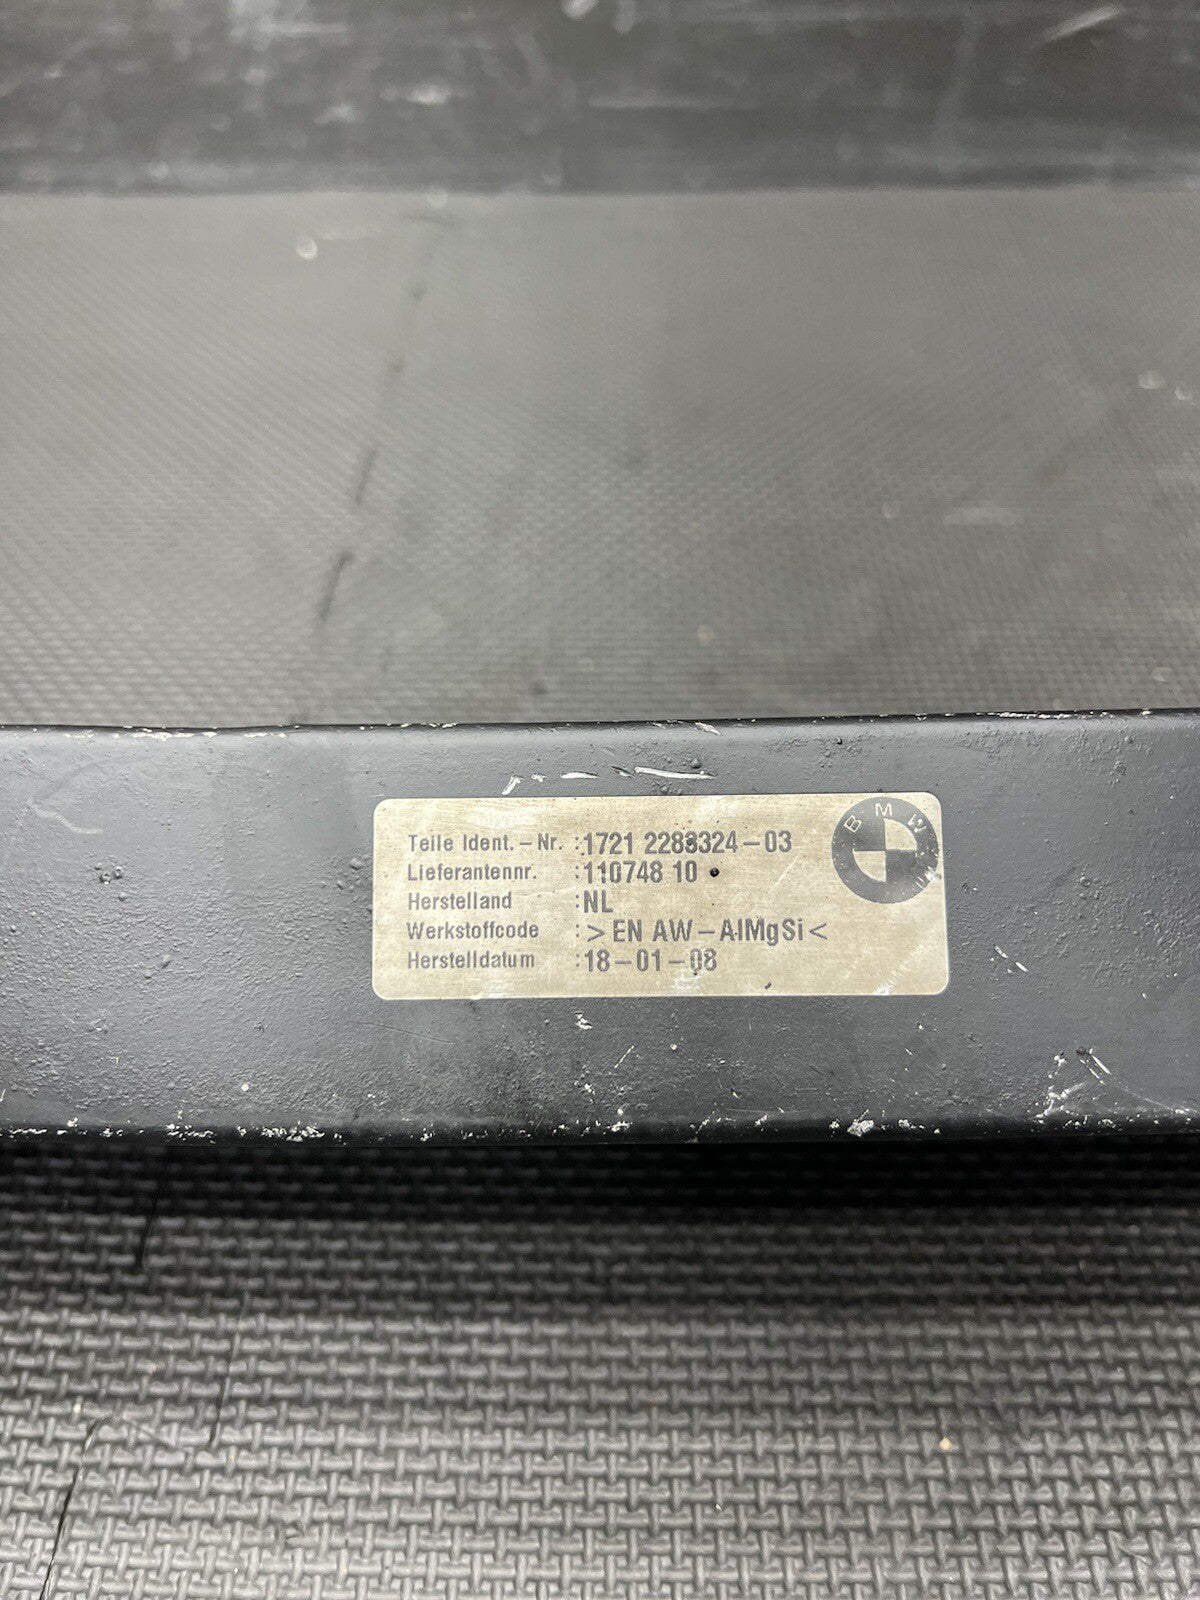 Teile Ident.-Nr. :1721 2283324-03
Lieferantennr. :110748 10
Herstelland :NL
Werkstoffcode :>EN AW-AlMgSi<
Herstelldatum :18-01-08
BMW